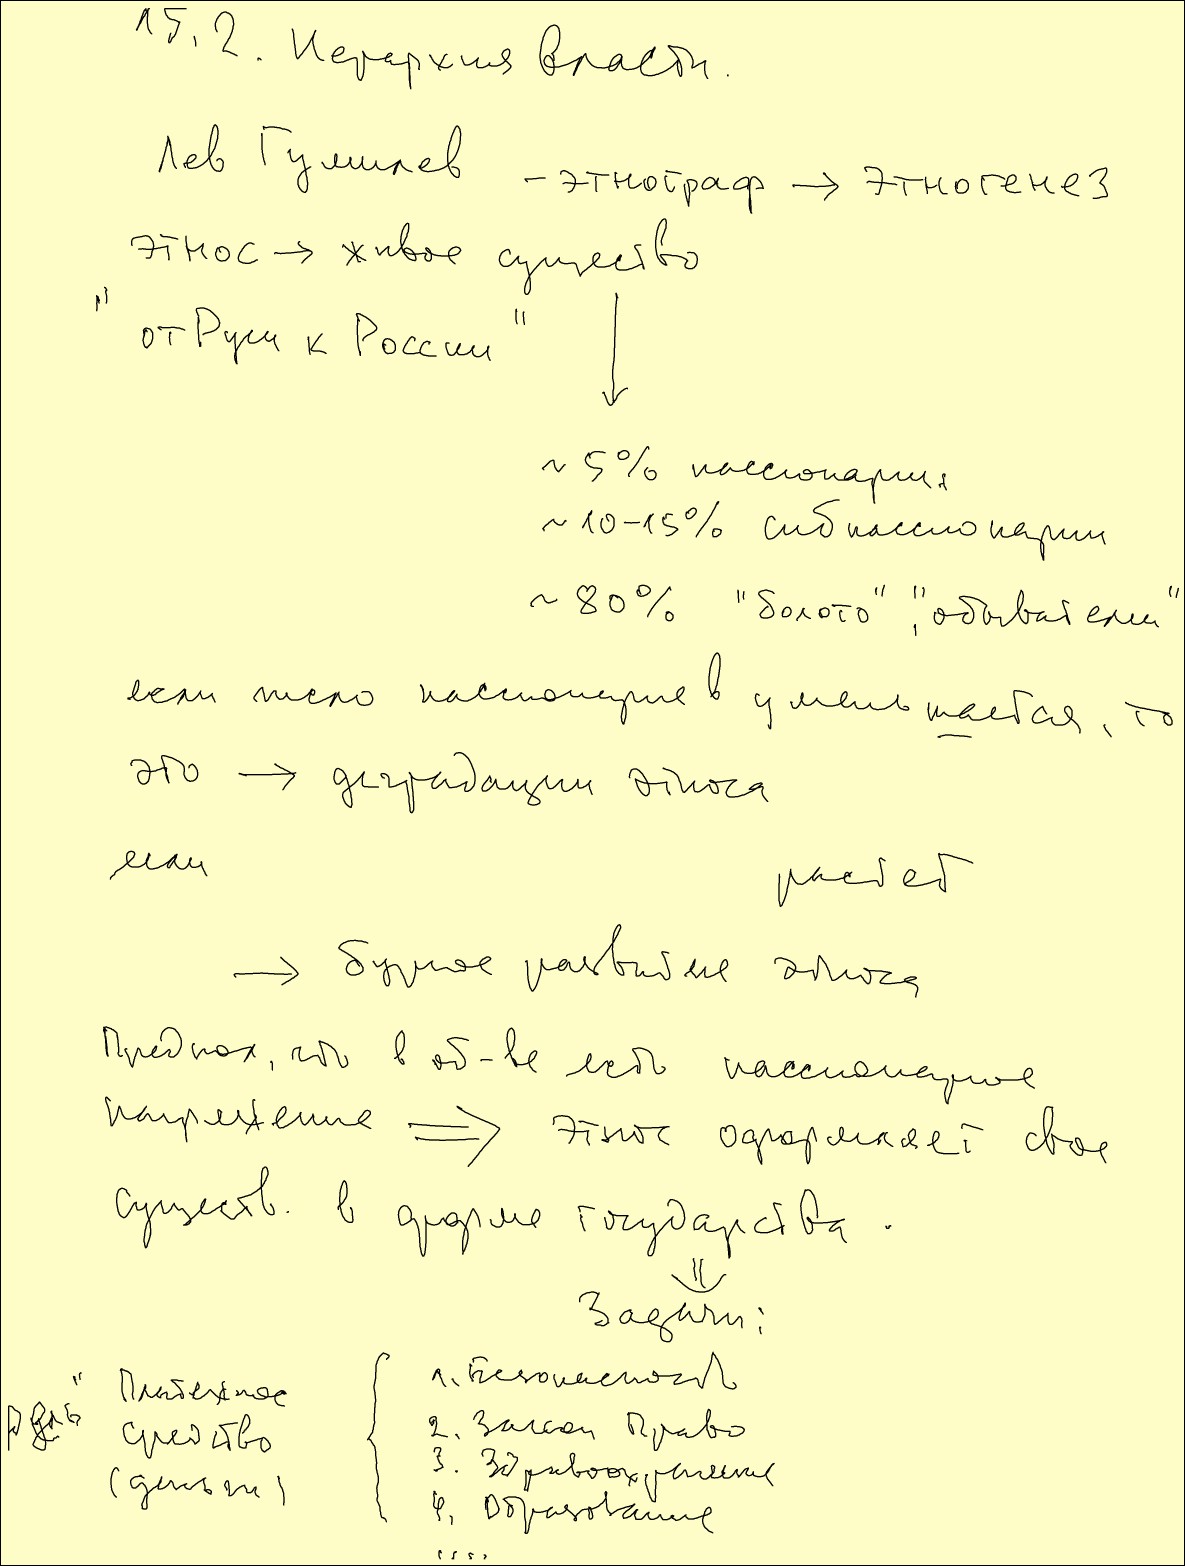 15.2. Иерархия власти.
Лев Гумилев - этнограф → Этногенез
Этнос → живое существо
"от Руси к России"
~ 5% пассионарии
~ 10-15% субпассионарии
~ 80% "болото", "обыватели"
если число пассионариев уменьшается, то
это → деградации этноса
если растет
→ бурное развитие этноса
Предпол, что в об-ве есть пассионарное
напряжение ⇒ Этнос оформляет свое
существ. в форме государства.
⇓
Задачи:
"Платежное
средство
(деньги)
1. Безопасность
2. Закон Право
3. Здравоохранение
4. Образование
....